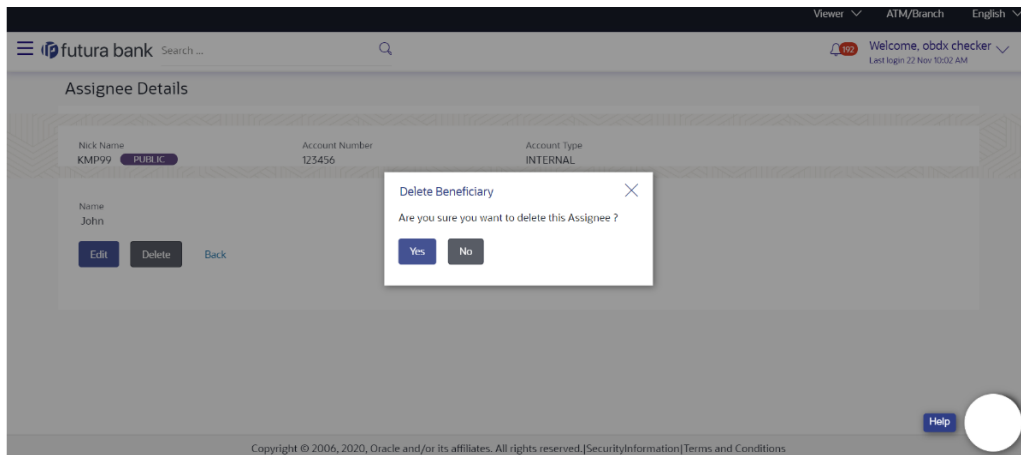 Viewer ATM/Branch English
futura bank Search ... 192 Welcome, obdx checker
Last login 22 Nov 10:02 AM
Assignee Details
Nick Name Account Number Account Type
KMP99 PUBLIC 123456 INTERNAL
Delete Beneficiary
Are you sure you want to delete this Assignee ?
Yes No
Name
John
Edit Delete Back
Help
Copyright © 2006, 2020, Oracle and/or its affiliates. All rights reserved.|SecurityInformation|Terms and Conditions